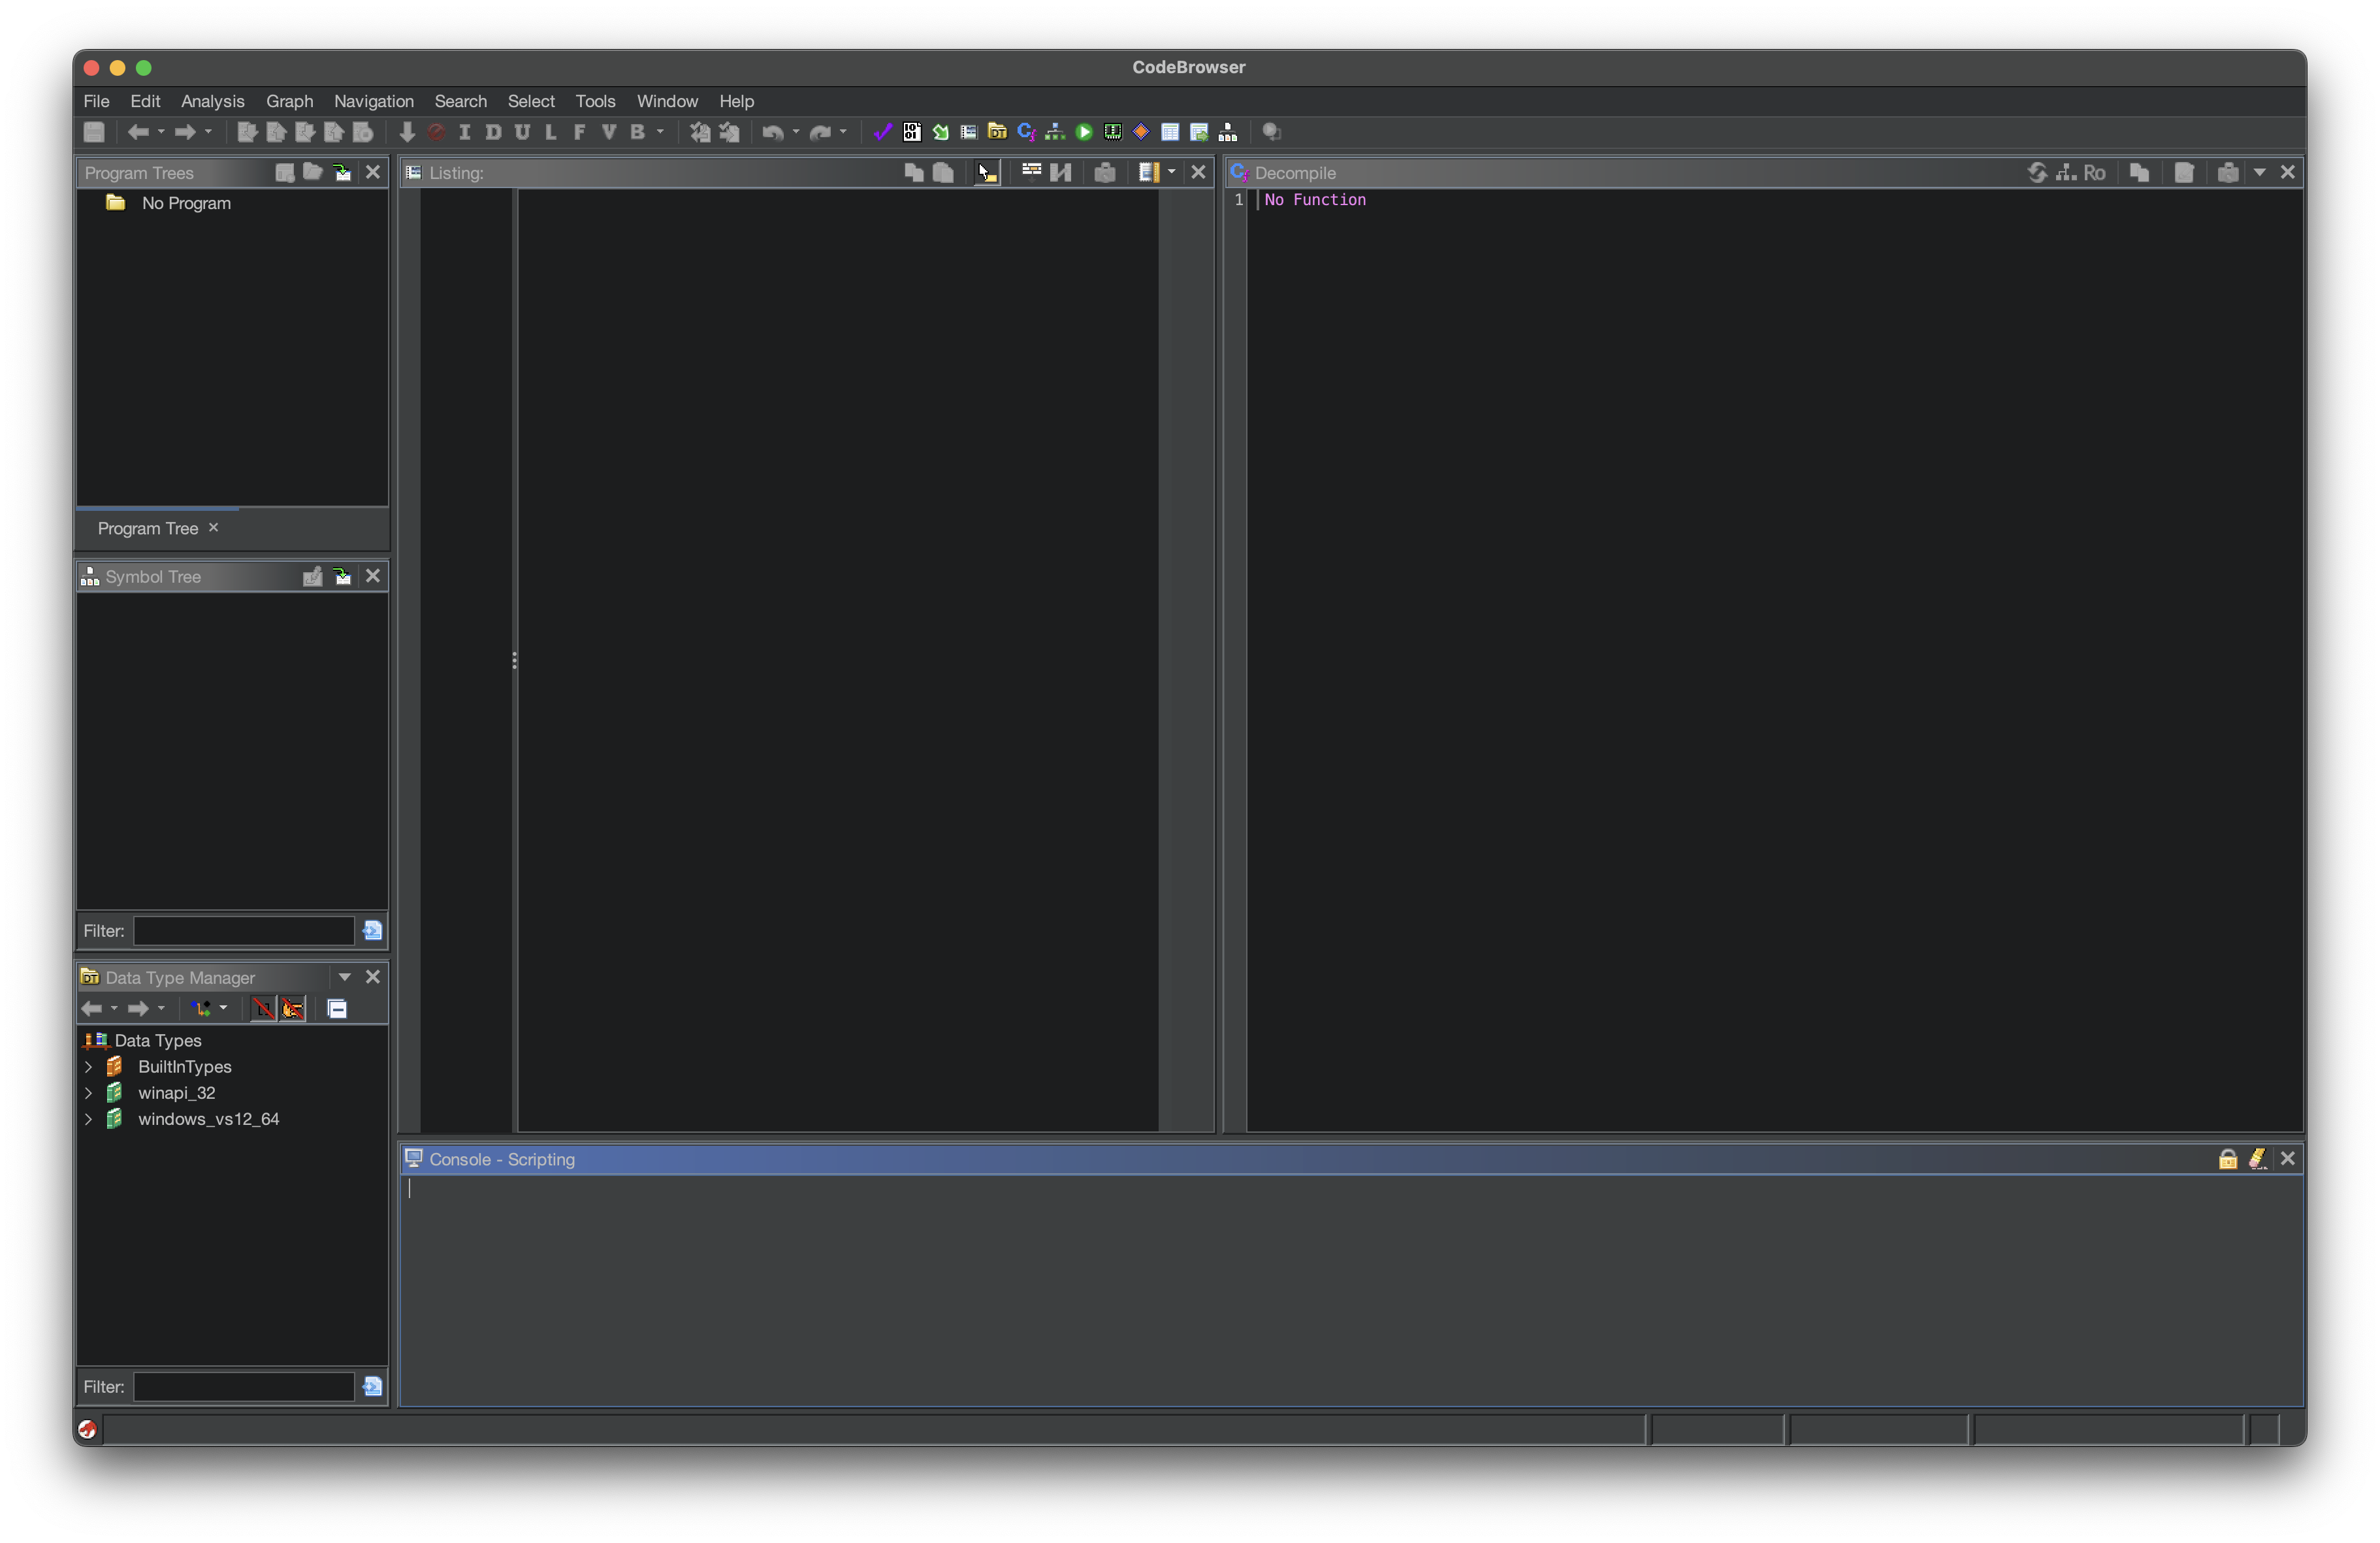 CodeBrowser
File Edit Analysis Graph Navigation Search Select Tools Window Help
I D U L F V B
Program Trees
No Program
Program Tree
Symbol Tree
Filter:
DT Data Type Manager
Data Types
BuiltInTypes
winapi_32
windows_vs12_64
Filter:
Listing:
Decompile
Ro
1 No Function
Console - Scripting